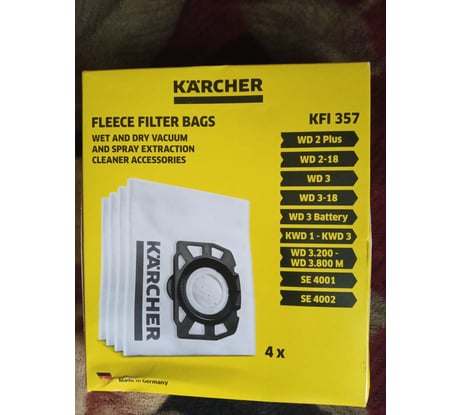 KÄRCHER
FLEECE FILTER BAGS
WET AND DRY VACUUM
AND SPRAY EXTRACTION
CLEANER ACCESSORIES
KFI 357
WD 2 Plus
WD 2-18
WD 3
WD 3-18
WD 3 Battery
KWD 1 - KWD 3
WD 3.200 -
WD 3.800 M
SE 4001
SE 4002
KÄRCHER
4 x
Made in Germany